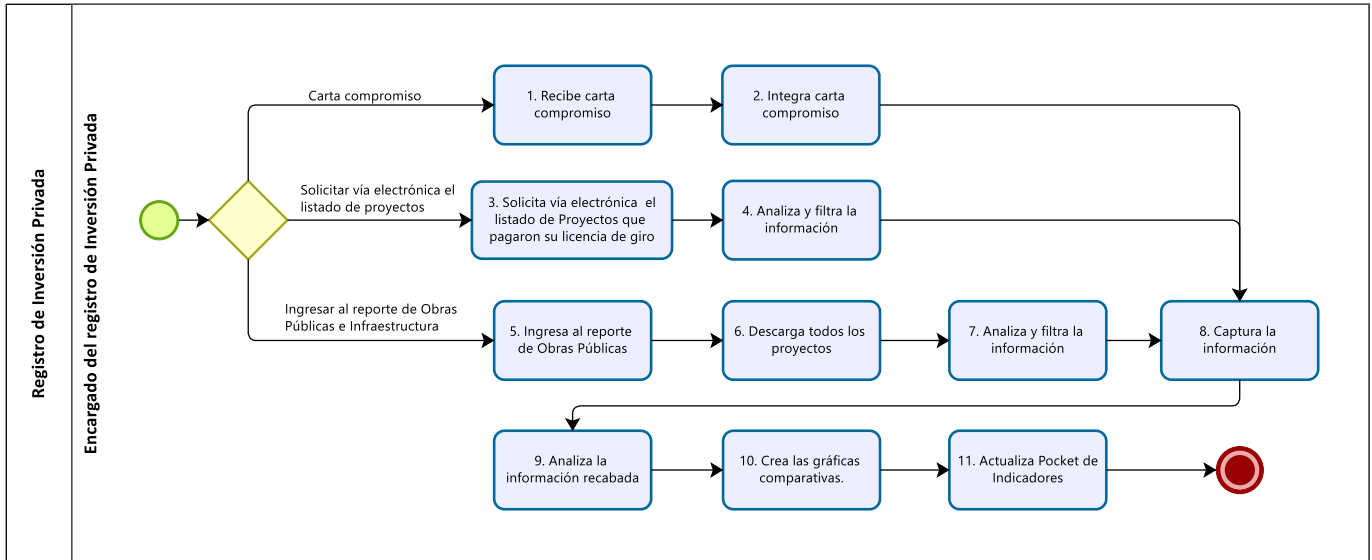 Registro de Inversión Privada
Encargado del registro de Inversión Privada
Carta compromiso
1. Recibe carta
compromiso
2. Integra carta
compromiso
Solicitar vía electrónica el
listado de proyectos
3. Solicita vía electrónica el
listado de Proyectos que
pagaron su licencia de giro
4. Analiza y filtra la
información
Ingresar al reporte de Obras
Públicas e Infraestructura
5. Ingresa al reporte
de Obras Públicas
6. Descarga todos los
proyectos
7. Analiza y filtra la
información
8. Captura la
información
9. Analiza la
información recabada
10. Crea las gráficas
comparativas.
11. Actualiza Pocket de
Indicadores